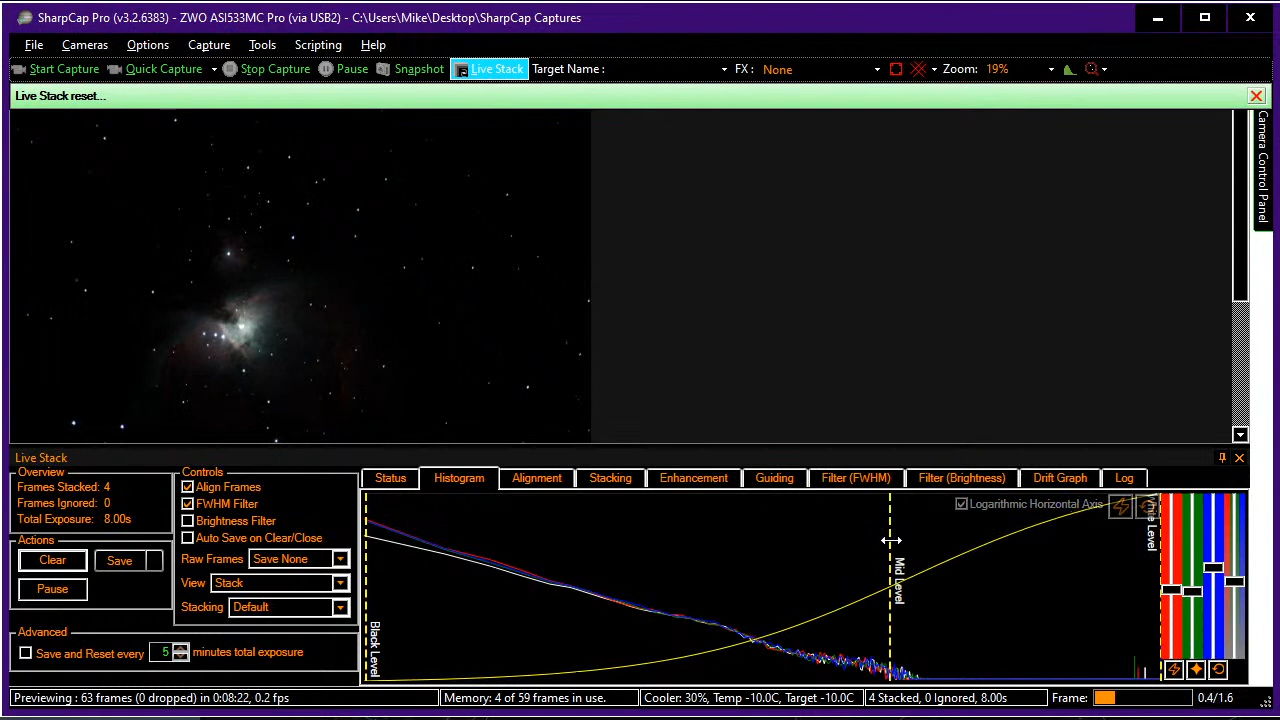 SharpCap Pro (v3.2.6383) - ZWO ASI533MC Pro (via USB2) - C:\Users\Mike\Desktop\SharpCap Captures
File Cameras Options Capture Tools Scripting Help
Start Capture Quick Capture Stop Capture Pause Snapshot Live Stack Target Name : FX : None Zoom: 19%
Live Stack reset...
Camera Control Panel
Live Stack
Overview
Frames Stacked: 4
Frames Ignored: 0
Total Exposure: 8.00s
Actions
Clear Save
Pause
Controls
Align Frames
FWHM Filter
Brightness Filter
Auto Save on Clear/Close
Raw Frames Save None
View Stack
Stacking Default
Advanced
Save and Reset every 5 minutes total exposure
Status Histogram Alignment Stacking Enhancement Guiding Filter (FWHM) Filter (Brightness) Drift Graph Log
Logarithmic Horizontal Axis
Black Level
Mid Level
White Level
Previewing : 63 frames (0 dropped) in 0:08:22, 0.2 fps Memory: 4 of 59 frames in use. Cooler: 30%, Temp -10.0C, Target -10.0C 4 Stacked, 0 Ignored, 8.00s Frame: 0.4/1.6